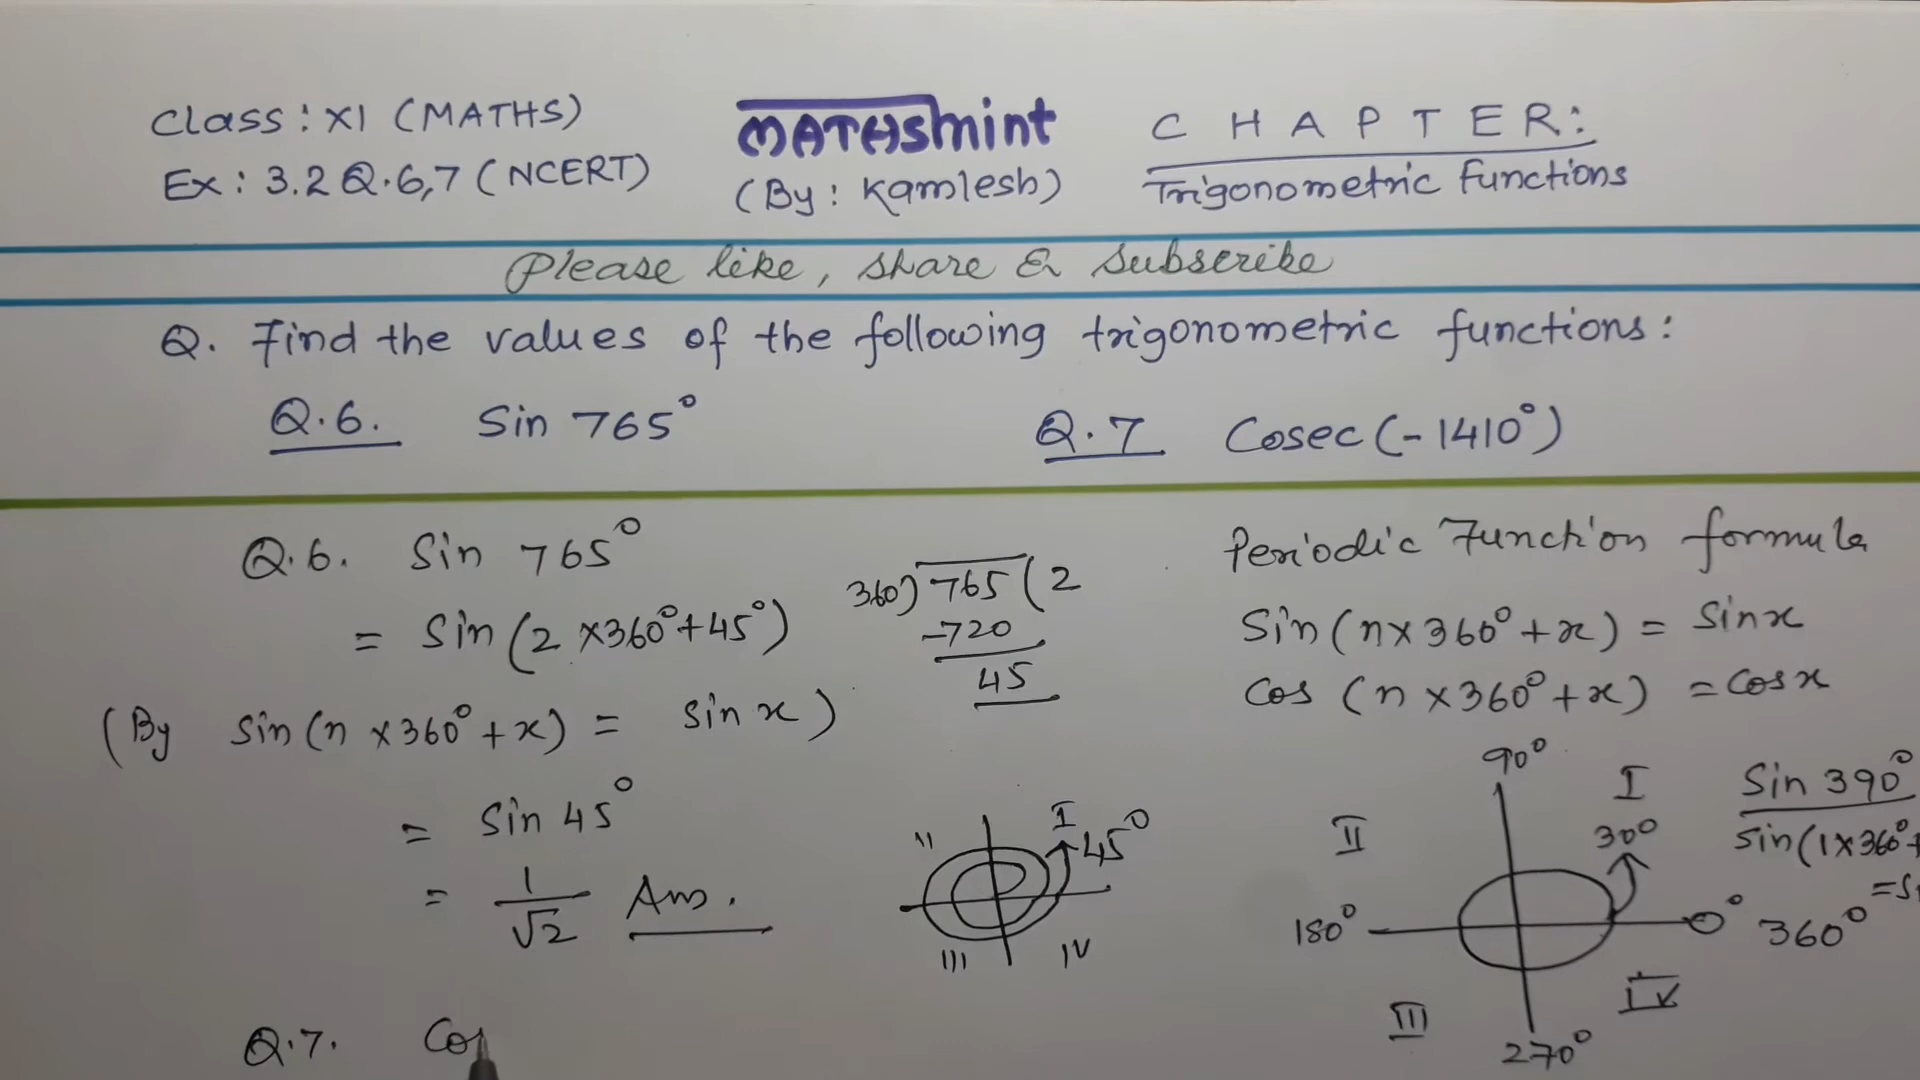 Class: XI (MATHS)
Ex: 3.2 Q.6,7 (NCERT)
MATHSmint
(By: Kamlesh)
CHAPTER:
Trigonometric Functions
Please like, share & Subscribe
Q. Find the values of the following trigonometric functions:
Q.6. Sin 765°
Q.7 Cosec (-1410°)
Q.6. Sin 765°
= Sin (2 ×360°+45°)
(By Sin (n ×360°+x) = Sin x)
= Sin 45°
= 1/√2 Ans.
360) 765 (2
-720
45
II
I
45°
III
IV
Periodic Function formula
Sin (n×360°+x) = Sinx
Cos (n ×360°+x) = Cosx
90°
I
II
30°
180°
0°
360°
III
IV
270°
Sin 390°
Sin (1×360°+
=S
Q.7. Cos